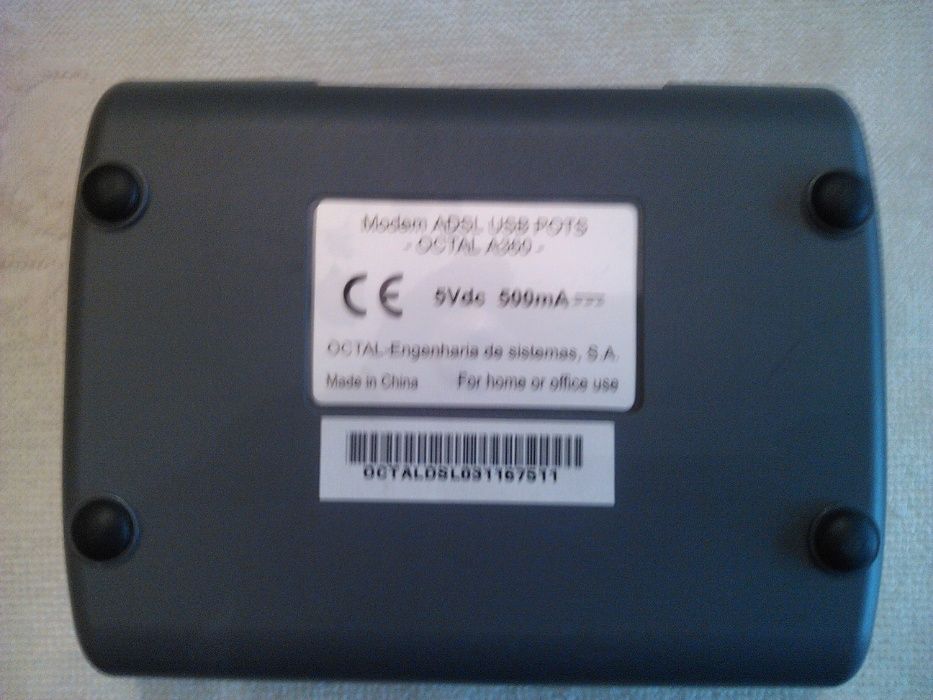 Modem ADSL USB POTS
- OCTAL A360 -
CE 5Vdc 500mA
OCTAL-Engenharia de sistemas, S.A.
Made in China For home or office use
OCTALDSL031167511